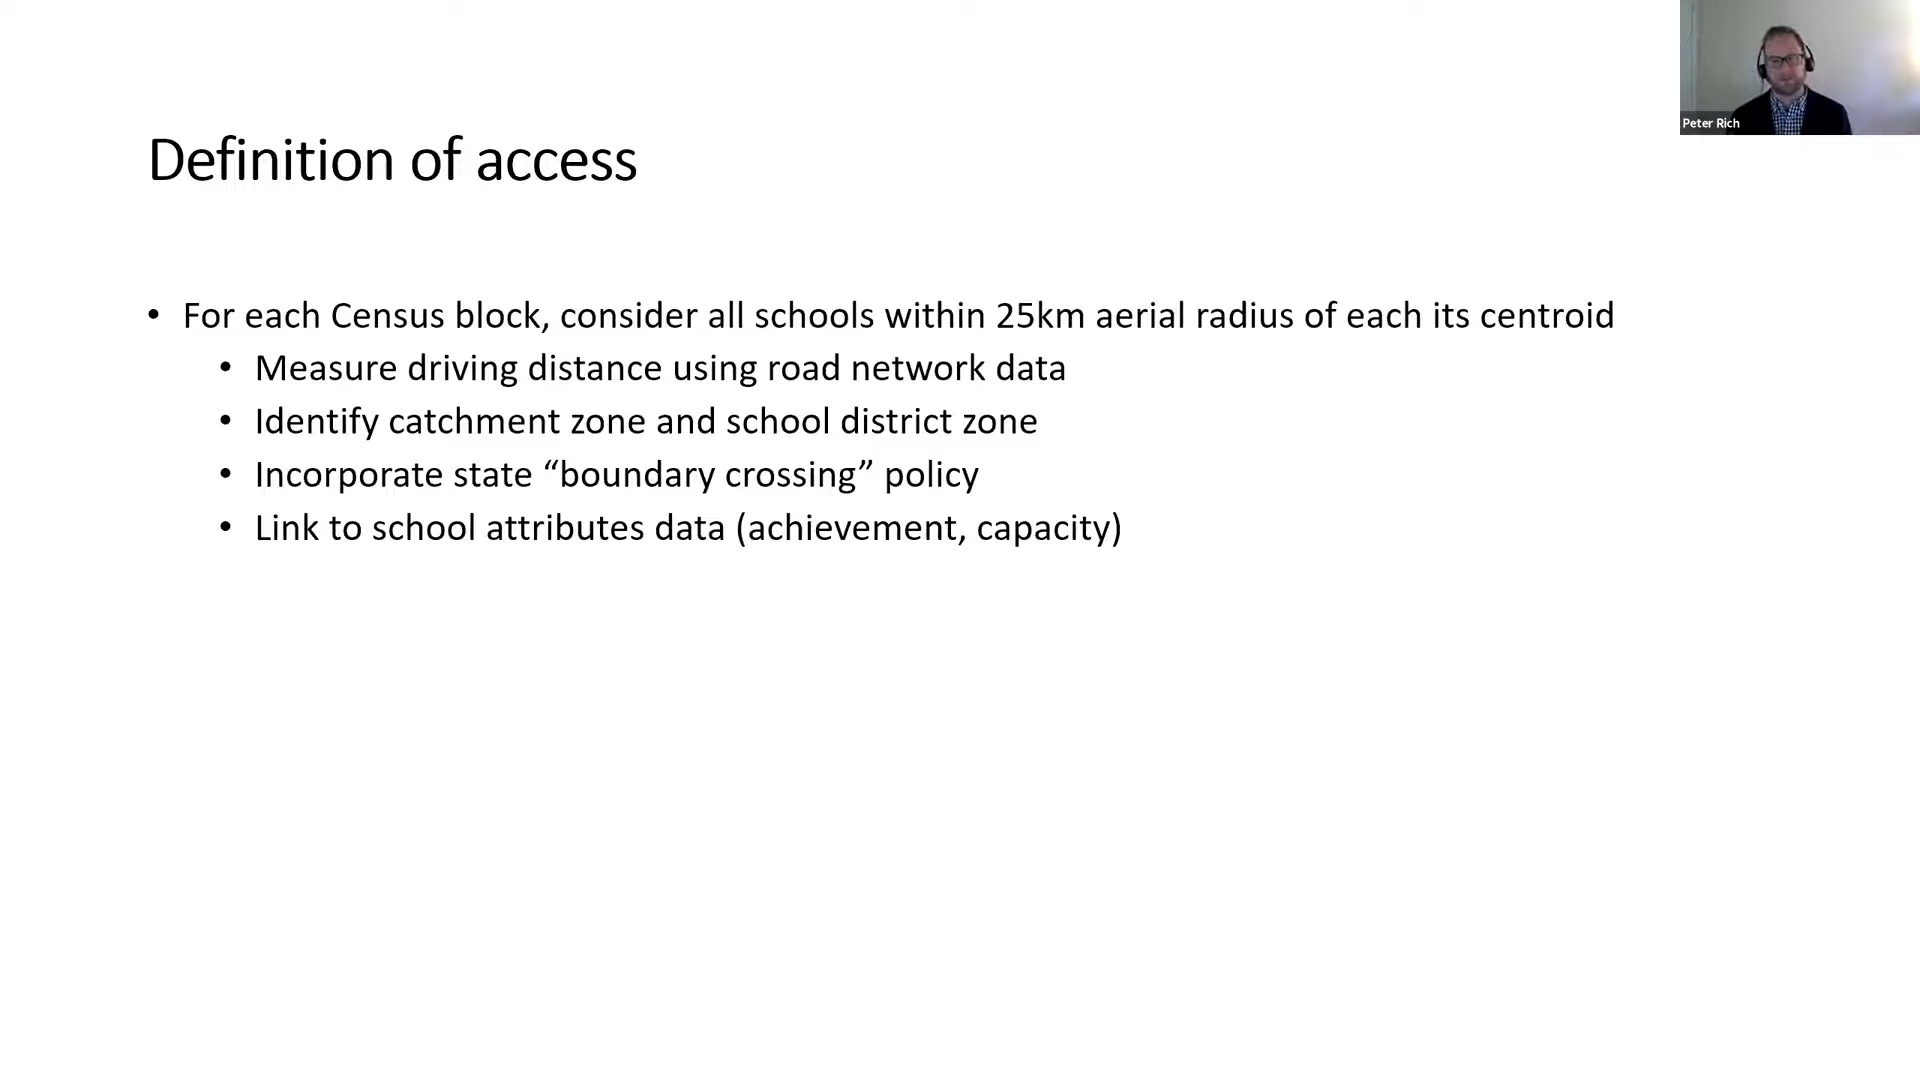 Peter Rich
Definition of access
• For each Census block, consider all schools within 25km aerial radius of each its centroid
• Measure driving distance using road network data
• Identify catchment zone and school district zone
• Incorporate state “boundary crossing” policy
• Link to school attributes data (achievement, capacity)